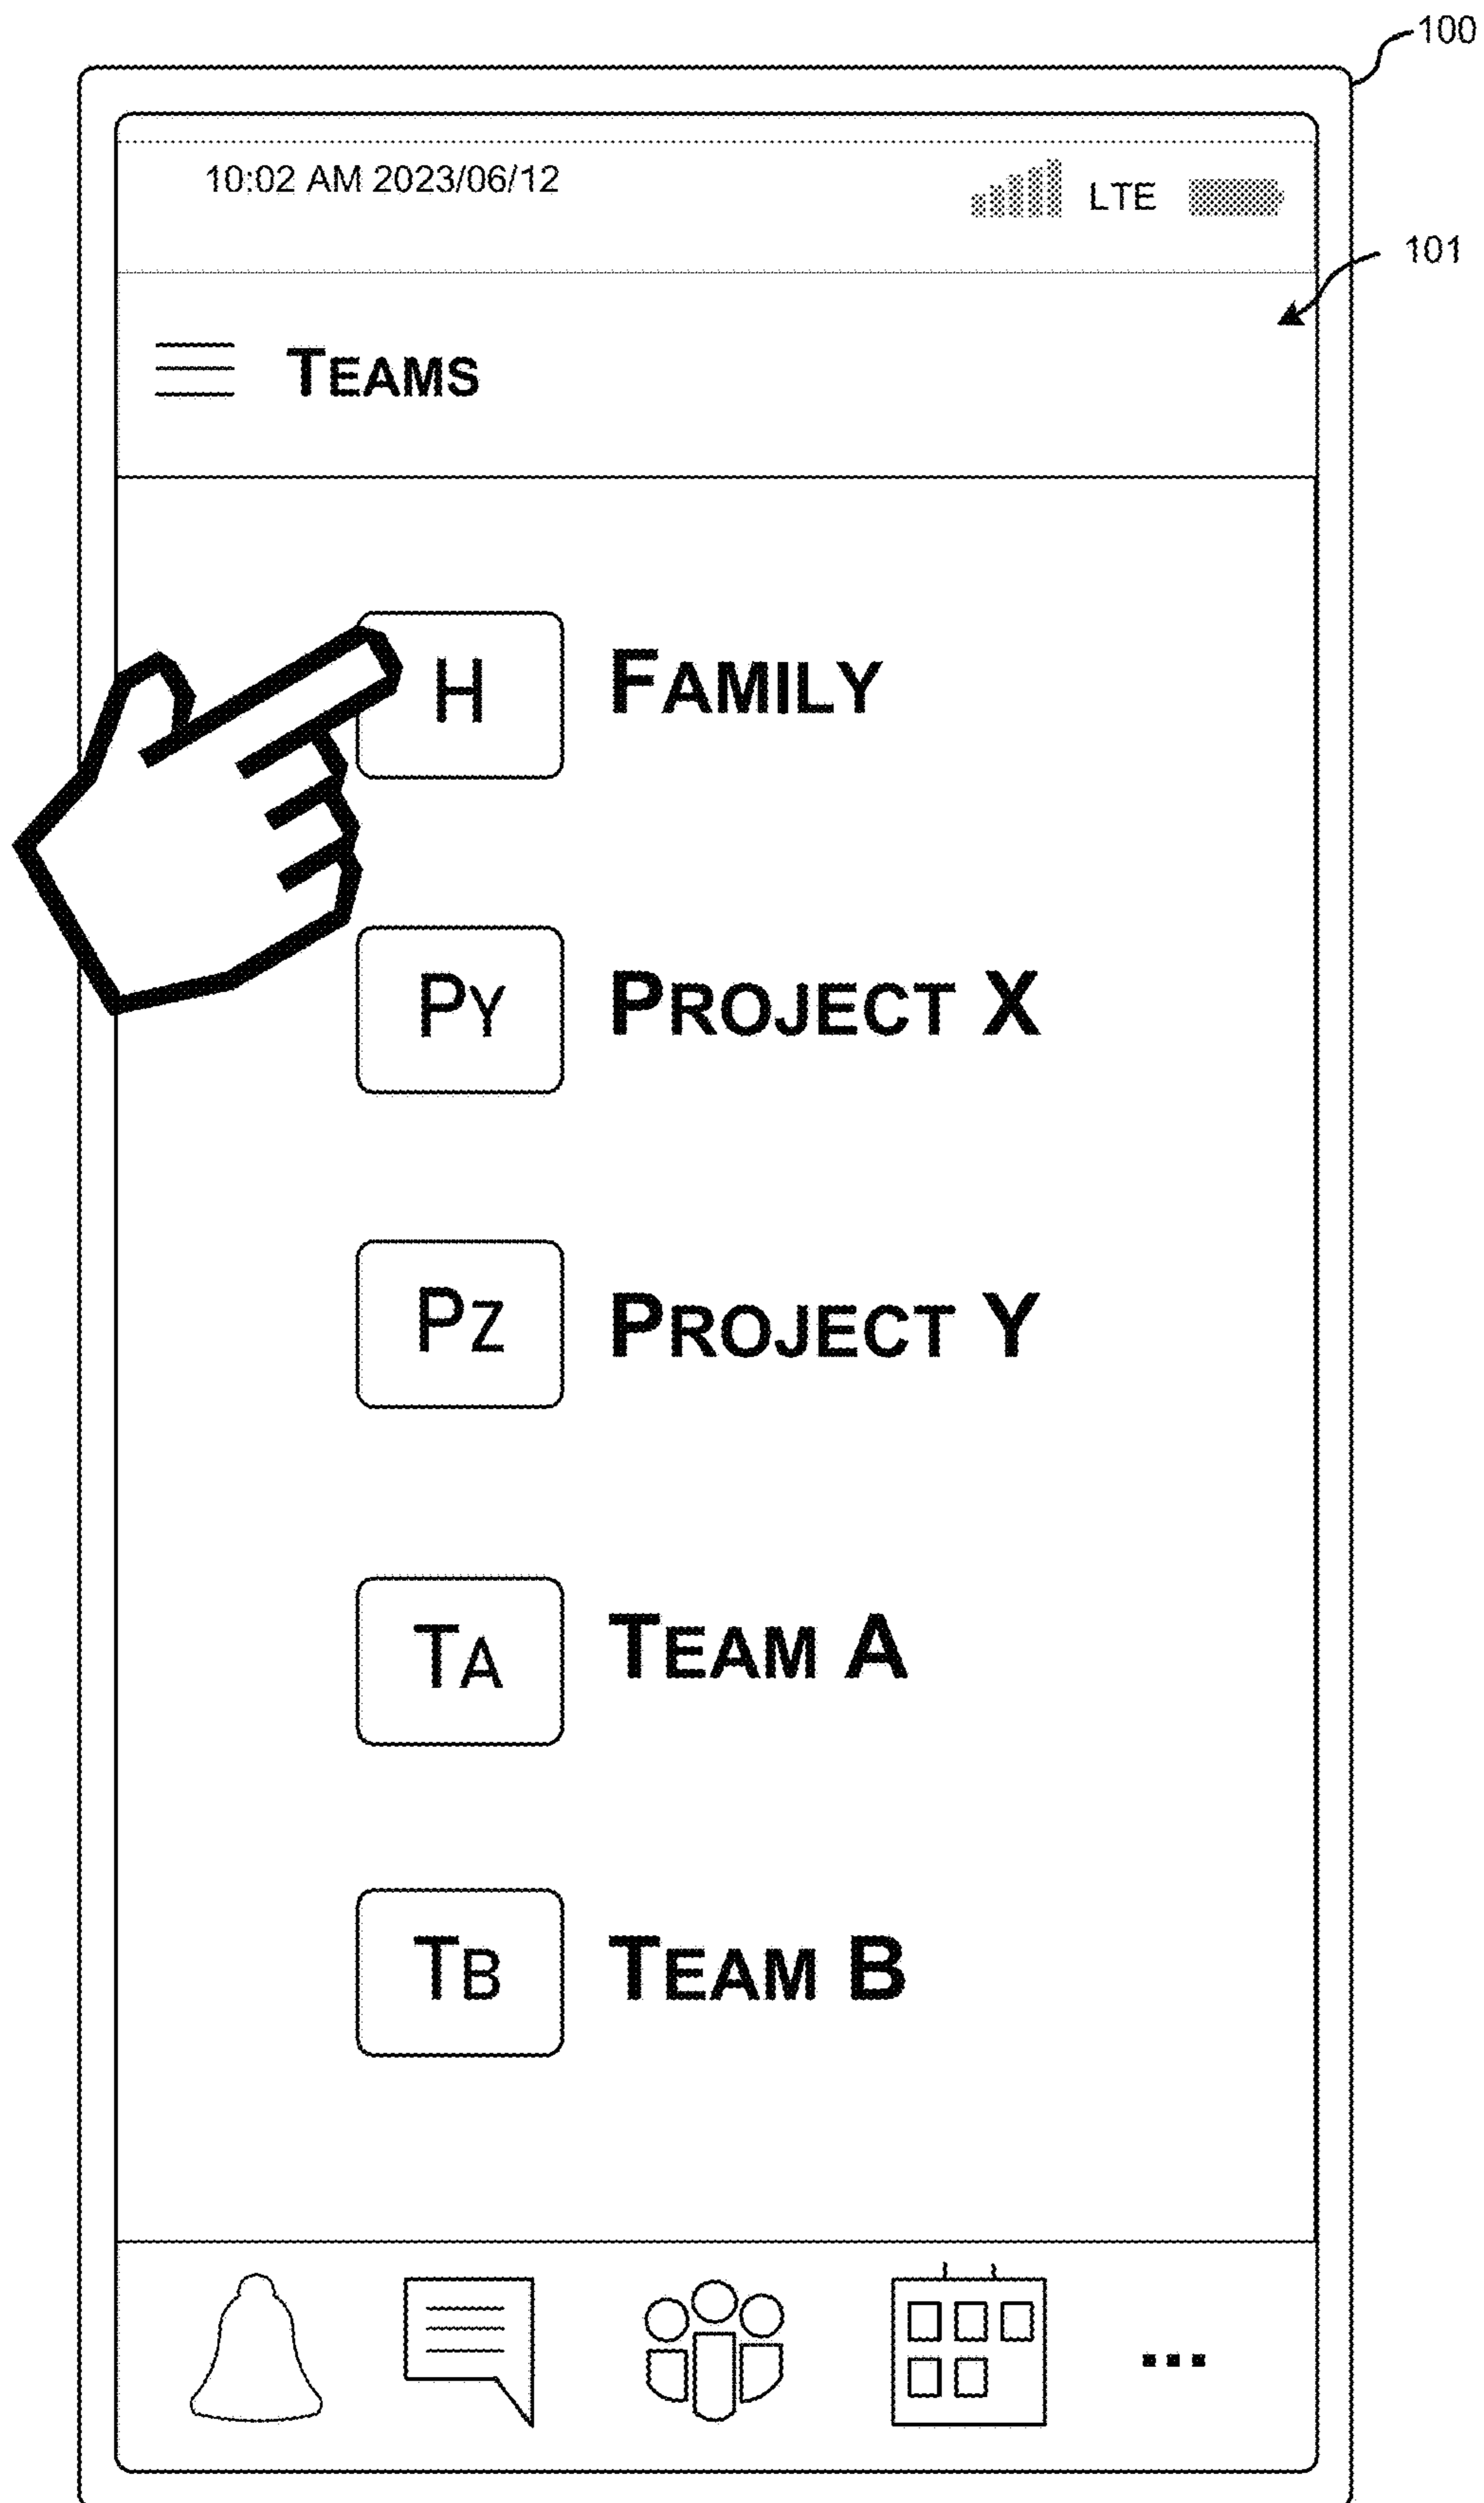 100
10:02 AM 2023/06/12 LTE
101
TEAMS
H FAMILY
PY PROJECT X
PZ PROJECT Y
TA TEAM A
TB TEAM B
...